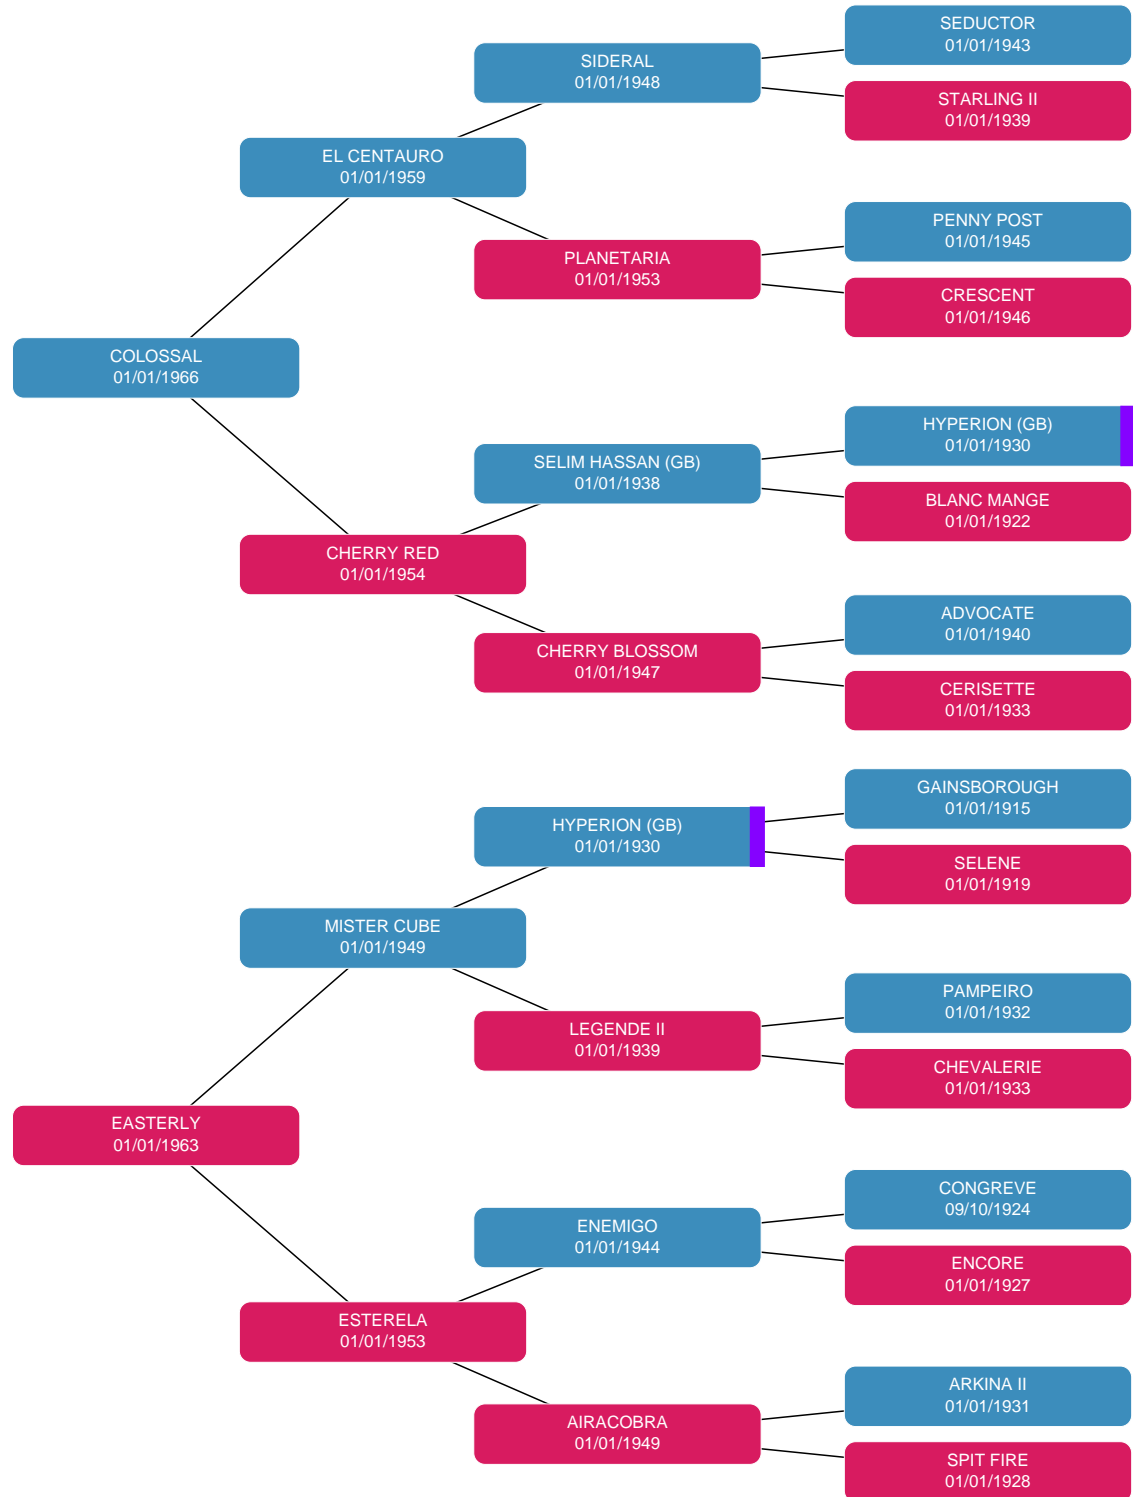 SEDUCTOR
01/01/1943
SIDERAL
01/01/1948
STARLING II
01/01/1939
EL CENTAURO
01/01/1959
PENNY POST
01/01/1945
PLANETARIA
01/01/1953
CRESCENT
01/01/1946
COLOSSAL
01/01/1966
HYPERION (GB)
01/01/1930
SELIM HASSAN (GB)
01/01/1938
BLANC MANGE
01/01/1922
CHERRY RED
01/01/1954
ADVOCATE
01/01/1940
CHERRY BLOSSOM
01/01/1947
CERISETTE
01/01/1933
GAINSBOROUGH
01/01/1915
HYPERION (GB)
01/01/1930
SELENE
01/01/1919
MISTER CUBE
01/01/1949
PAMPEIRO
01/01/1932
LEGENDE II
01/01/1939
CHEVALERIE
01/01/1933
EASTERLY
01/01/1963
CONGREVE
09/10/1924
ENEMIGO
01/01/1944
ENCORE
01/01/1927
ESTERELA
01/01/1953
ARKINA II
01/01/1931
AIRACOBRA
01/01/1949
SPIT FIRE
01/01/1928